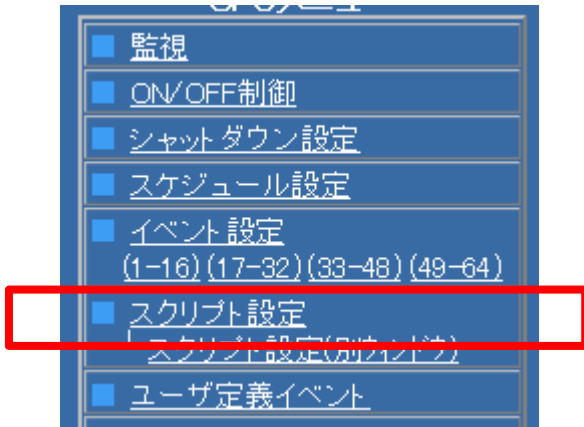 監視
ON/OFF制御
シャットダウン設定
スケジュール設定
イベント設定
(1-16)(17-32)(33-48)(49-64)
スクリプト設定
スクリプト設定(別ウィンドウ)
ユーザ定義イベント